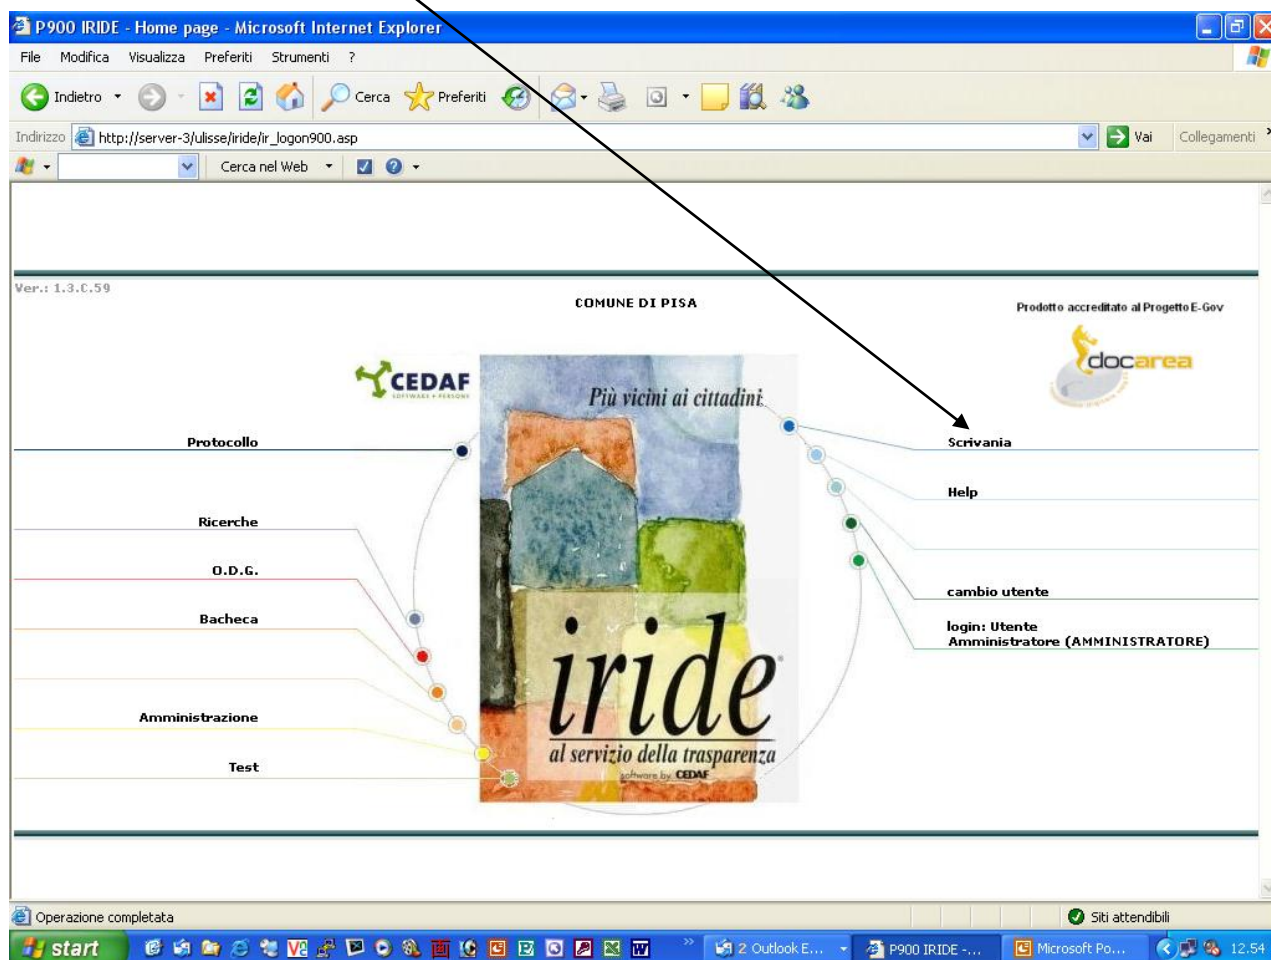 P900 IRIDE - Home page - Microsoft Internet Explorer
File Modifica Visualizza Preferiti Strumenti ?
Indietro Cerca Preferiti
Indirizzo http://server-3/ulisse/iride/ir_logon900.asp Vai Collegamenti »
Cerca nel Web
Ver.: 1.3.C.59
COMUNE DI PISA
Prodotto accreditato al Progetto E-Gov
docarea
CEDAF
SOFTWARE + PERSONE
Più vicini ai cittadini
Protocollo
Scrivania
Help
Ricerche
O.D.G.
cambio utente
Bacheca
login: Utente
Amministratore (AMMINISTRATORE)
iride
Amministrazione
al servizio della trasparenza
Test
software by CEDAF
Operazione completata Siti attendibili
start » 2 Outlook E... P900 IRIDE -... Microsoft Po... 12.54